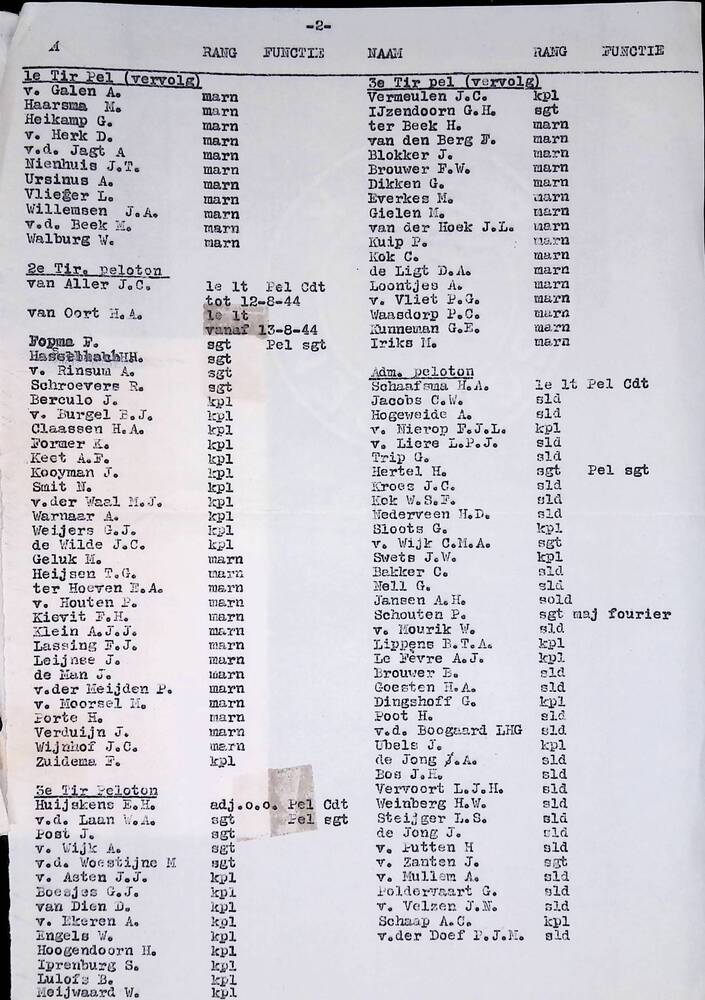 -2-
A
RANG FUNCTIE
1e Tir Pel (vervolg)
v. Galen A. marn
Haarsma M. marn
Heikamp G. marn
v. Herk D. marn
v.d. Jagt A marn
Nienhuis J.T. marn
Ursinus A. marn
Vlieger L. marn
Willemsen J.A. marn
v.d. Beek M. marn
Walburg W. marn
2e Tir. peloton
van Aller J.C. 1e lt Pel Cdt
tot 12-8-44
van Oort H.A. 1e lt
vanaf 13-8-44
Fopma F. sgt Pel sgt
sgt
v. Rinsum A. sgt
Schroevers R. sgt
Berculo J. kpl
v. Burgel E.J. kpl
Claassen H.A. kpl
Former K. kpl
Keet A.F. kpl
Kooyman J. kpl
Smit N. kpl
v.der Waal M.J. kpl
Warnaar A. kpl
Weijers G.J. kpl
de Wilde J.C. kpl
Geluk M. marn
Heijsen T.G. marn
ter Hoeven E.A. marn
v. Houten P. marn
Kievit F.H. marn
Klein A.J.J. marn
Lassing F.J. marn
Leijnse J. marn
de Man J. marn
v.der Meijden P. marn
v. Moorsel M. marn
Porte H. marn
Verduijn J. marn
Wijnhof J.C. marn
Zuidema F. kpl
3e Tir Peloton
Huijskens E.H. adj.o.o. Pel Cdt
v.d. Laan W.A. sgt Pel sgt
Post J. sgt
v. Wijk A. sgt
v.d. Woestijne M sgt
v. Asten J.J. kpl
Boesjes G.J. kpl
van Dien D. kpl
v. Ekeren A. kpl
Engels W. kpl
Hoogendoorn H. kpl
Iprenburg S. kpl
Lulofs B. kpl
Meijwaard W. kpl
NAAM RANG FUNCTIE
3e Tir pel (vervolg)
Vermeulen J.C. kpl
IJzendoorn G.H. sgt
ter Beek H. marn
van den Berg F. marn
Blokker J. marn
Brouwer F.W. marn
Dikken G. marn
Everkes M. marn
Gielen M. marn
van der Hoek J.L. marn
Kuip P. marn
Kok C. marn
de Ligt D.A. marn
Loontjes A. marn
v. Vliet P.G. marn
Waasdorp P.C. marn
Kunneman G.E. marn
Iriks M. marn
Adm. peloton
Schaafsma H.A. 1e lt Pel Cdt
Jacobs C.W. sld
Hogeweide A. sld
v. Nierop F.J.L. kpl
v. Liere L.P.J. sld
Trip G. sld
Hertel H. sgt Pel sgt
Kroes J.C. sld
Kok W.S.F. sld
Nederveen H.D. sld
Sloots G. kpl
v. Wijk C.M.A. sgt
Swets J.W. kpl
Bakker C. sld
Nell G. sld
Jansen A.H. sold
Schouten P. sgt maj fourier
v. Mourik W. sld
Lippens B.T.A. kpl
Le Fèvre A.J. kpl
Brouwer B. sld
Goesten H.A. sld
Dingshoff G. kpl
Poot H. sld
v.d. Boogaard LHG sld
Ubels J. kpl
de Jong J.A. sld
Bos J.H. sld
Vervoort L.J.H. sld
Weinberg H.W. sld
Steijger L.S. sld
de Jong J. sld
v. Putten H sld
v. Zanten J. sgt
v. Mullem A. sld
Poldervaart G. sld
v. Velzen J.N. sld
Schaap A.C. kpl
v.der Doef P.J.M. sld